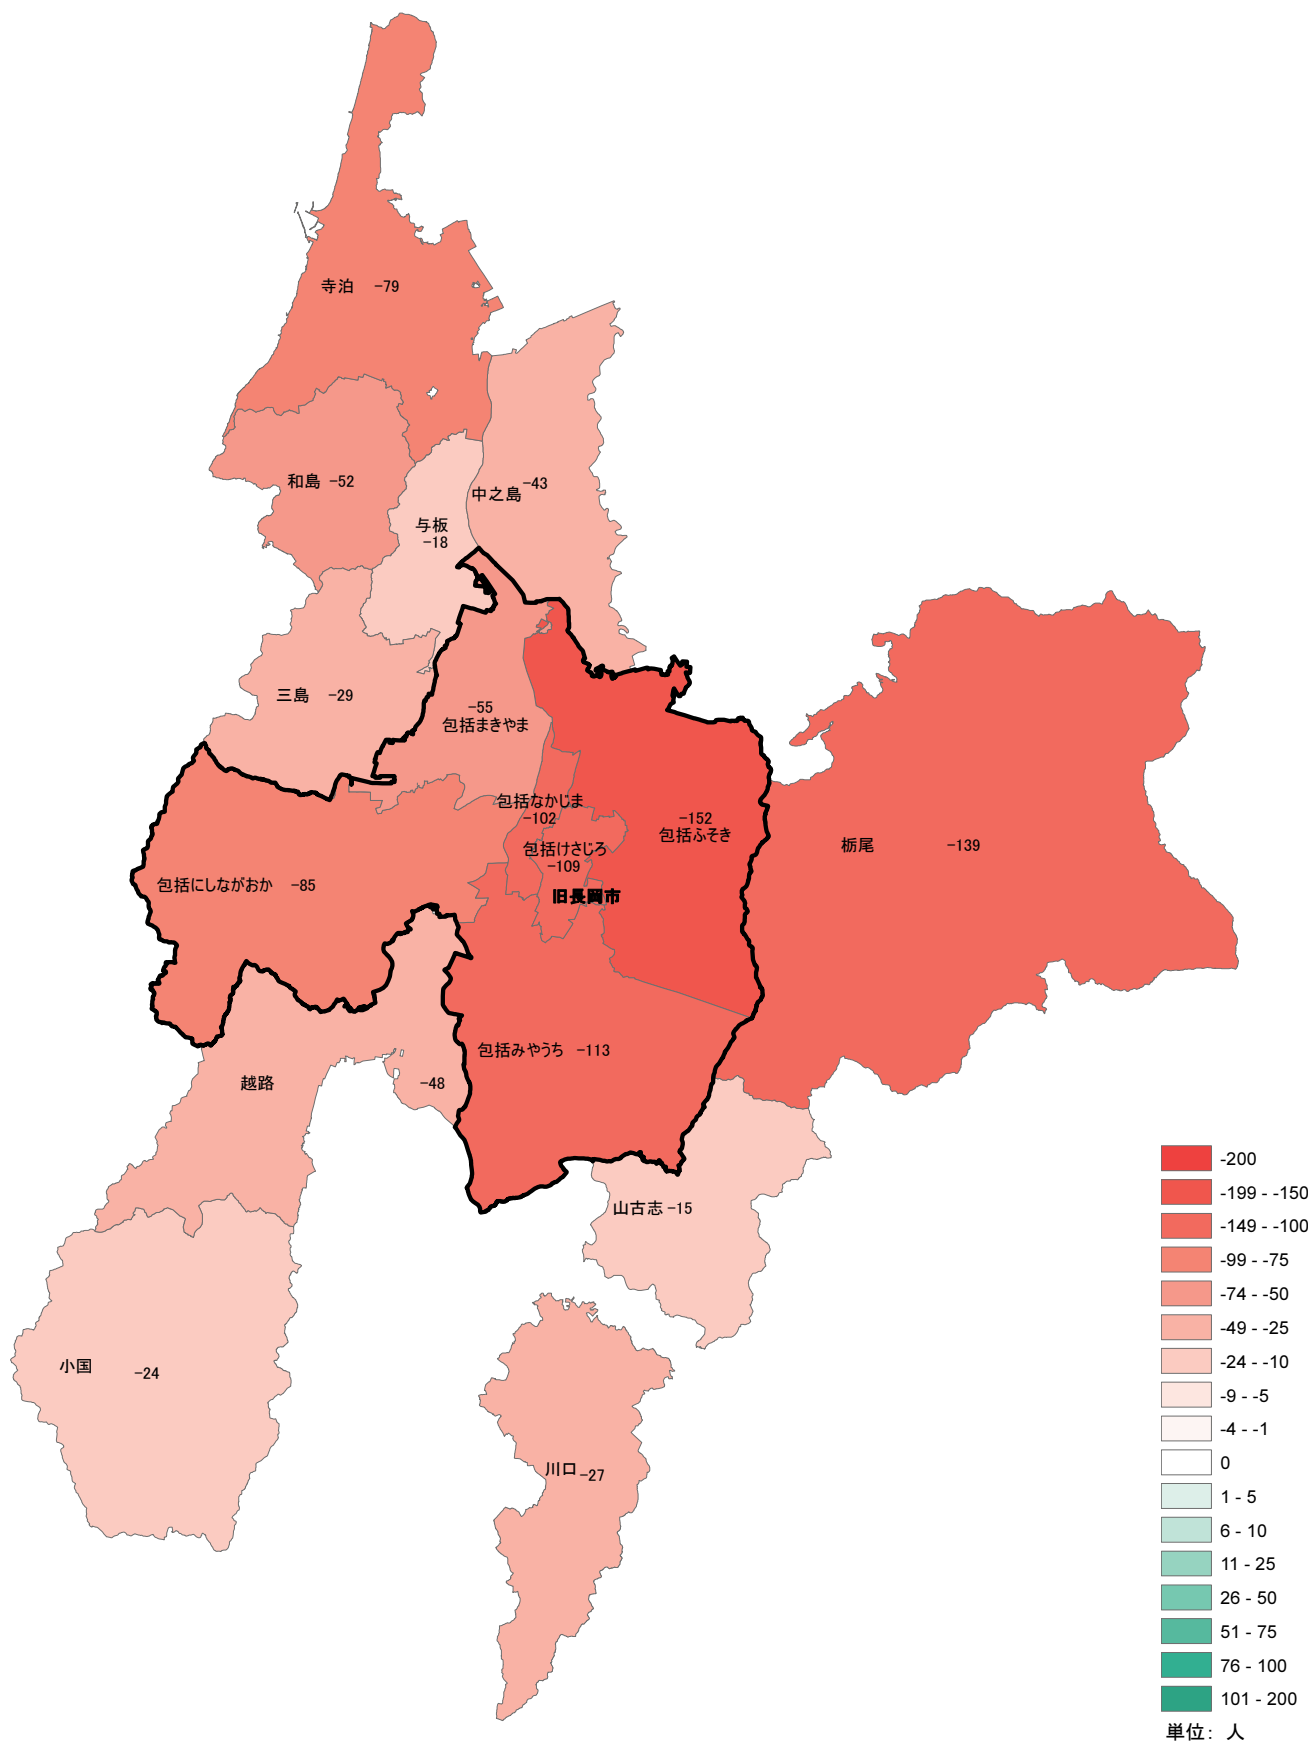 寺泊 -79
和島 -52
中之島 -43
与板
-18
三島 -29
-55
包括まきやま
包括なかじま
-102
-152
包括ふそき
包括けさじろ
-109
栃尾 -139
包括にしながおか -85
旧長岡市
包括みやうち -113
越路 -48
山古志 -15
小国 -24
川口 -27
-200
-199 - -150
-149 - -100
-99 - -75
-74 - -50
-49 - -25
-24 - -10
-9 - -5
-4 - -1
0
1 - 5
6 - 10
11 - 25
26 - 50
51 - 75
76 - 100
101 - 200
単位: 人